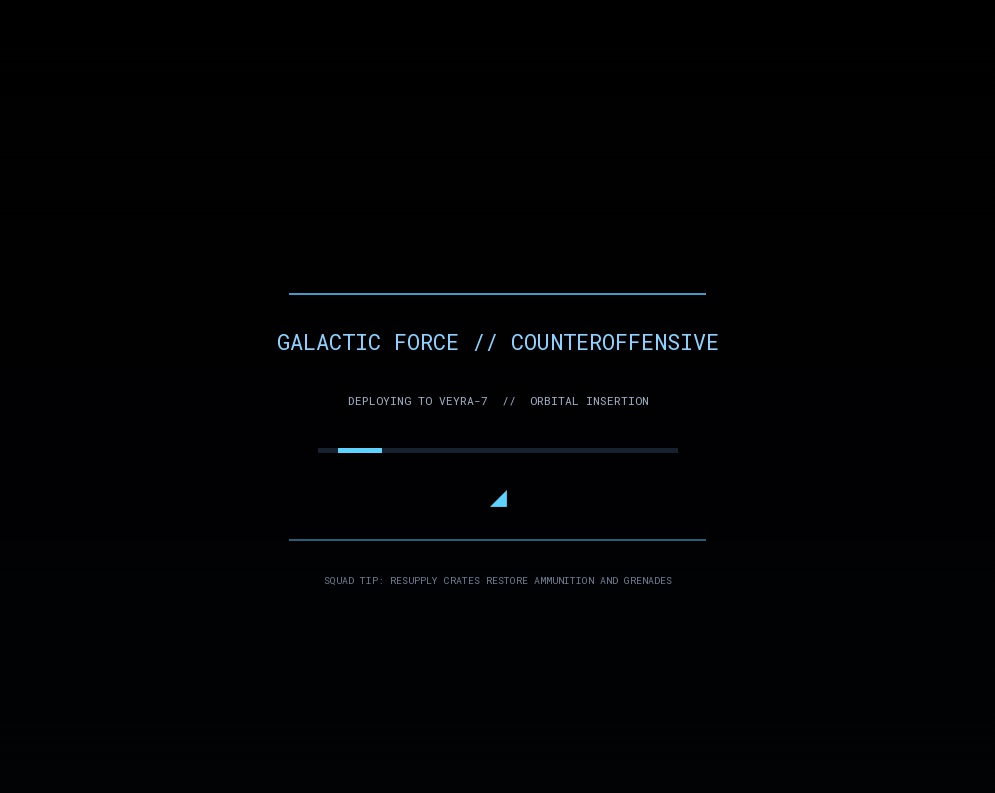 GALACTIC FORCE // COUNTEROFFENSIVE
DEPLOYING TO VEYRA-7 // ORBITAL INSERTION
SQUAD TIP: RESUPPLY CRATES RESTORE AMMUNITION AND GRENADES